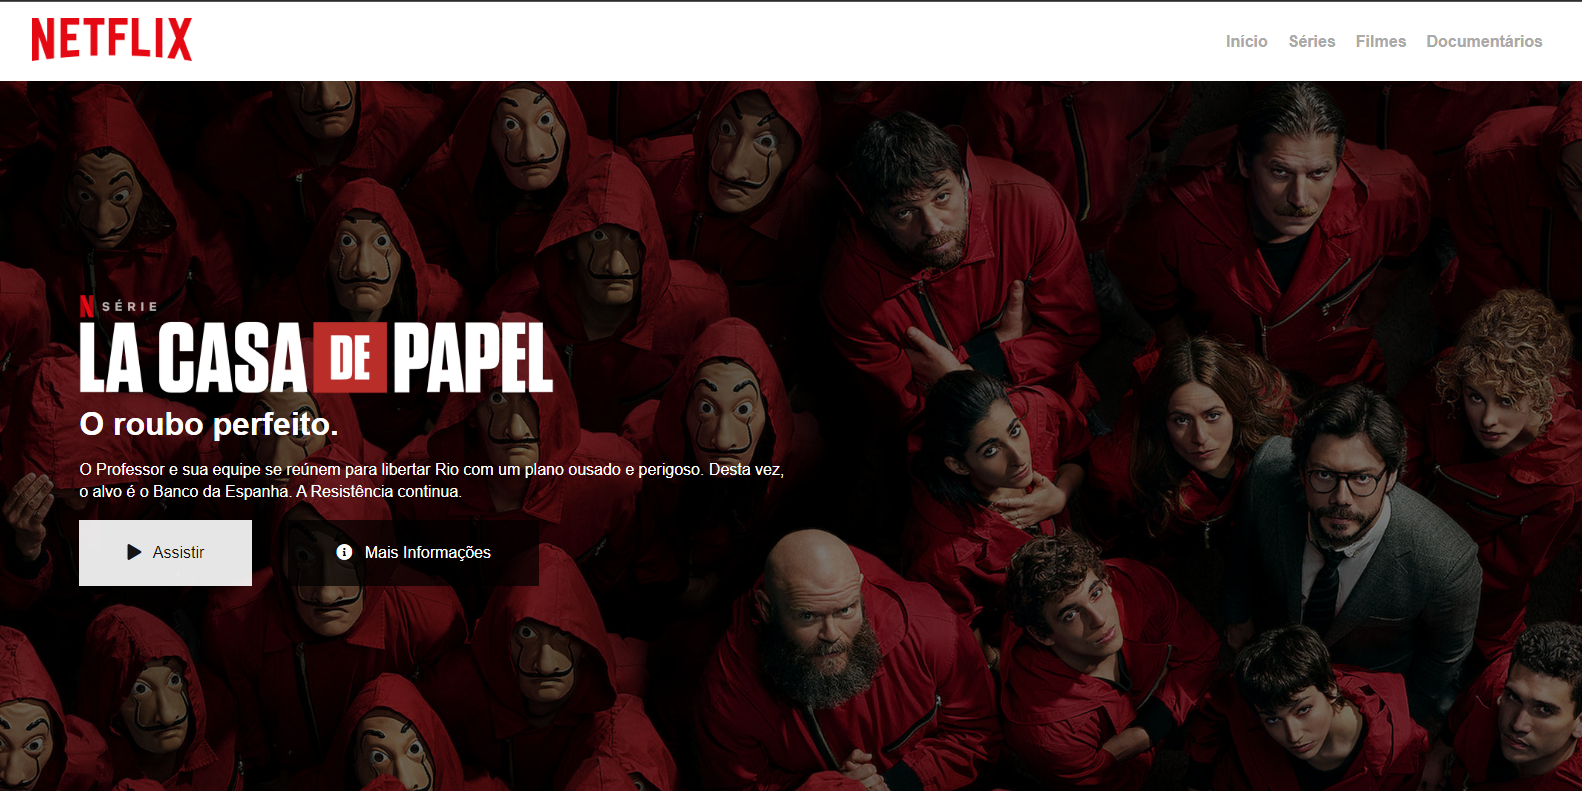 NETFLIX
Início Séries Filmes Documentários
N SÉRIE
LA CASA DE PAPEL
O roubo perfeito.
O Professor e sua equipe se reúnem para libertar Rio com um plano ousado e perigoso. Desta vez,
o alvo é o Banco da Espanha. A Resistência continua.
Assistir
Mais Informações